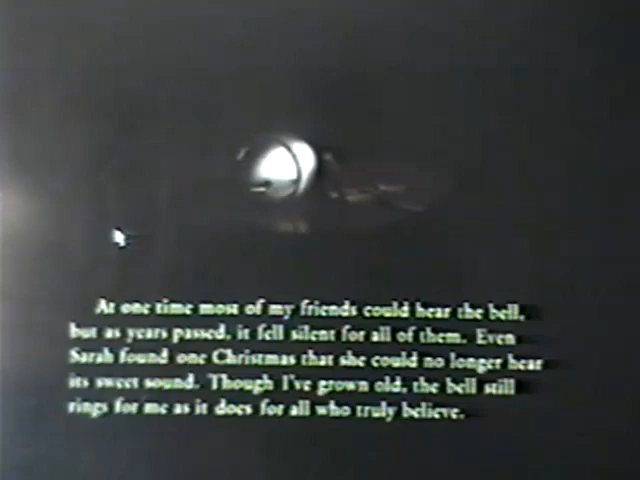 At one time most of my friends could hear the bell,
but as years passed, it fell silent for all of them. Even
Sarah found one Christmas that she could no longer hear
its sweet sound. Though I've grown old, the bell still
rings for me as it does for all who truly believe.